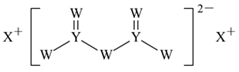 W W 2−
X+ [ Y Y ] X+
W W W